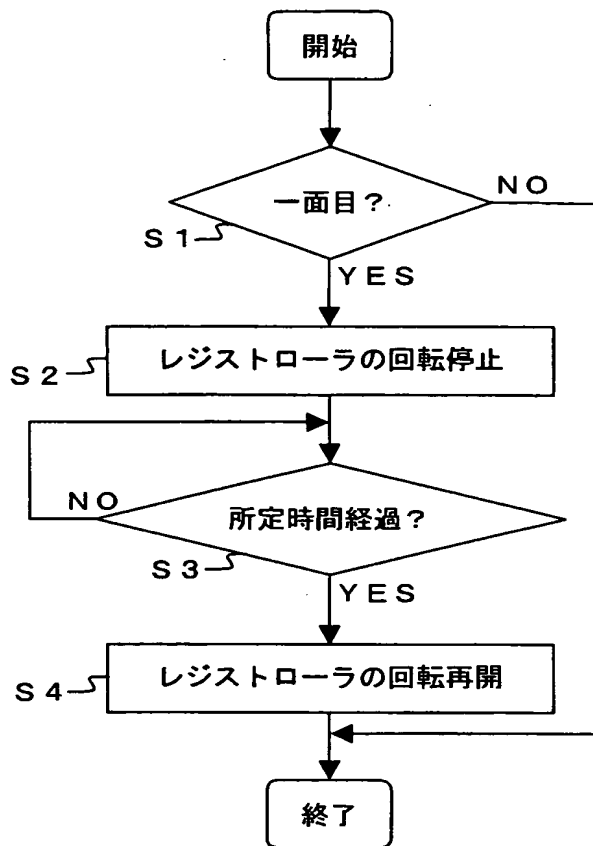 開始
一面目？
NO
S1
YES
レジストローラの回転停止
S2
NO
所定時間経過？
S3
YES
レジストローラの回転再開
S4
終了